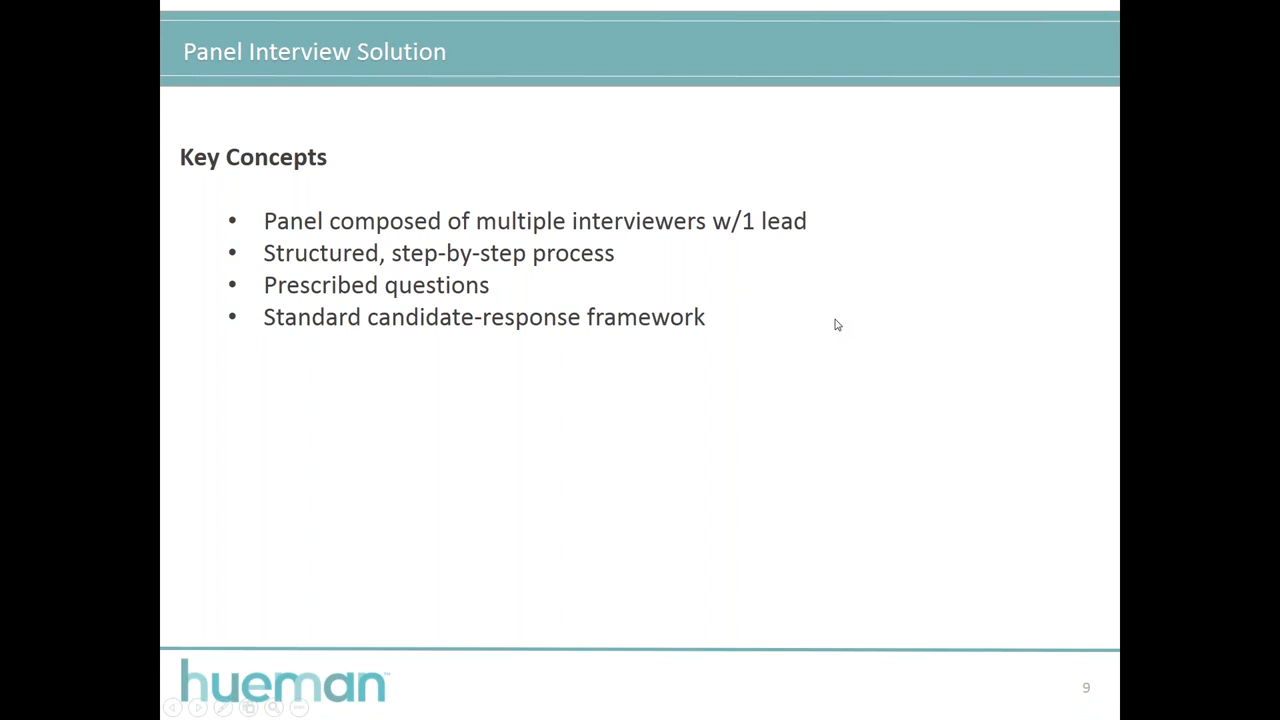 Panel Interview Solution
Key Concepts
• Panel composed of multiple interviewers w/1 lead
• Structured, step-by-step process
• Prescribed questions
• Standard candidate-response framework
hueman™
9